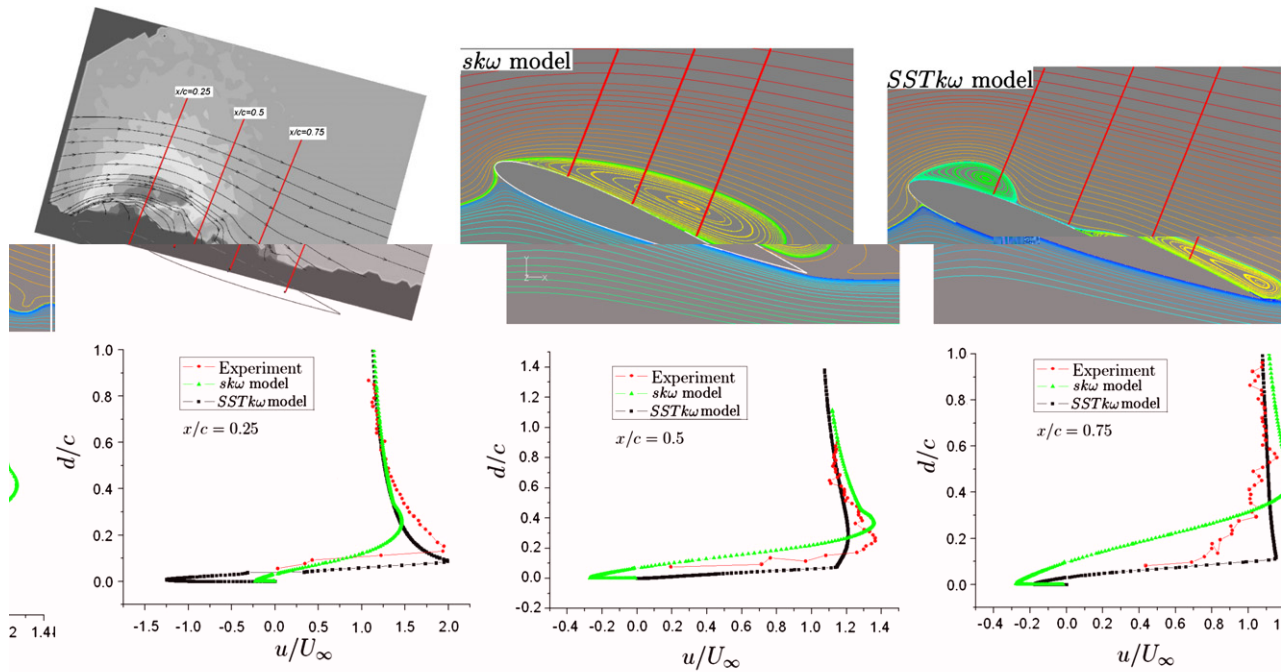 skω model
SSTkω model
x/c=0.25
x/c=0.5
x/c=0.75
Y
Z X
1.0
0.8
0.6
0.4
0.2
0.0
d/c
Experiment
skω model
SSTkω model
x/c = 0.25
-1.5 -1.0 -0.5 0.0 0.5 1.0 1.5 2.0
u/U∞
1.4
1.2
1.0
0.8
0.6
0.4
0.2
0.0
-0.2
d/c
Experiment
skω model
SSTkω model
x/c = 0.5
-0.4 -0.2 0.0 0.2 0.4 0.6 0.8 1.0 1.2 1.4
u/U∞
1.0
0.8
0.6
0.4
0.2
0.0
d/c
Experiment
skω model
SSTkω model
x/c = 0.75
-0.4 -0.2 0.0 0.2 0.4 0.6 0.8 1.0
u/U∞